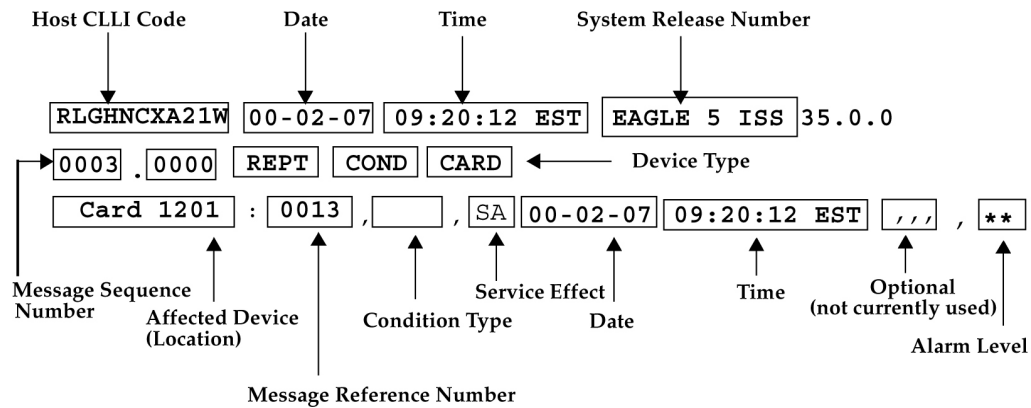 Host CLLI Code Date Time System Release Number
RLGHNCXA21W 00-02-07 09:20:12 EST EAGLE 5 ISS 35.0.0
0003 . 0000 REPT COND CARD Device Type
Card 1201 : 0013 , , SA 00-02-07 09:20:12 EST ,,, , **
Message Sequence Number
Affected Device (Location)
Message Reference Number
Condition Type
Service Effect
Date
Time
Optional (not currently used)
Alarm Level